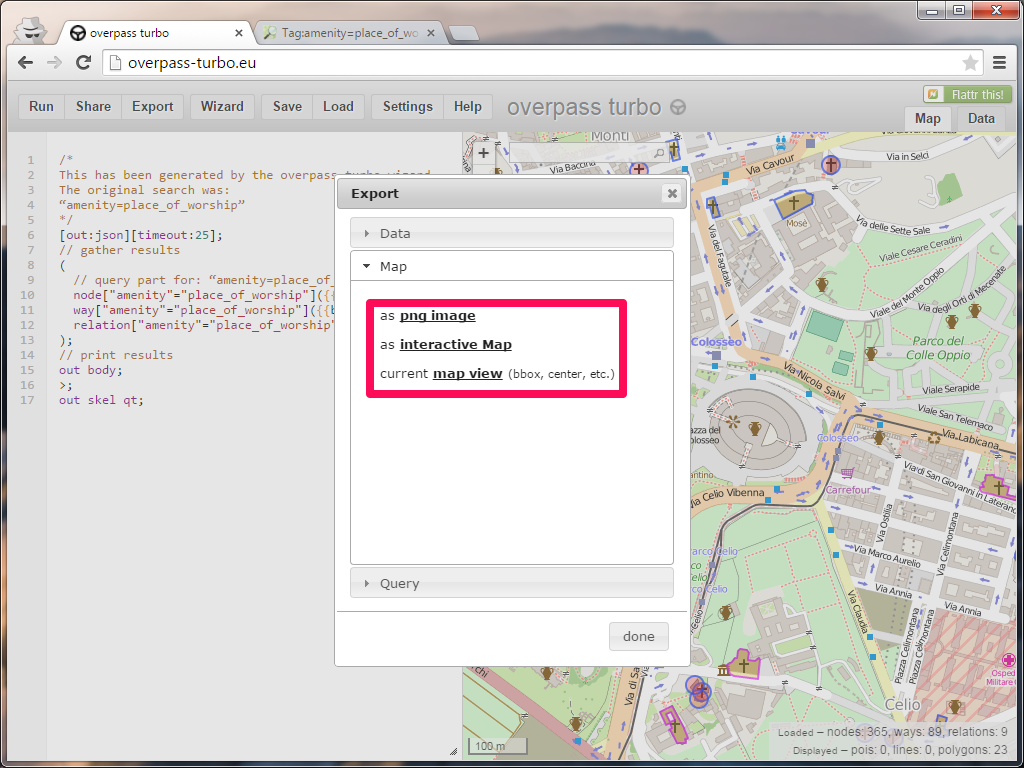 overpass turbo
Tag:amenity=place_of_wo
overpass-turbo.eu
Run Share Export Wizard Save Load Settings Help overpass turbo
Flattr this!
Map Data
1 /*
2 This has been generated by the overpass-turbo wizard.
3 The original search was:
4 “amenity=place_of_worship”
5 */
6 [out:json][timeout:25];
7 // gather results
8 (
9 // query part for: “amenity=place_of_
10 node["amenity"="place_of_worship"]({{
11 way["amenity"="place_of_worship"]({{b
12 relation["amenity"="place_of_worship"
13 );
14 // print results
15 out body;
16 >;
17 out skel qt;
Export
Data
Map
as png image
as interactive Map
current map view (bbox, center, etc.)
Query
done
+
Monti
Cavour
Via Baccina
Via Cavour
Via in Selci
Mosè
Via del Fagutale
Via delle Sette Sale
Viale Cesare Ceradini
Viale del Monte Oppio
Via degli Orti di Mecenate
Colosseo
Parco del
Colle Oppio
Via Nicola Salvi
Viale Serapide
Viale San Telemaco
Via Labicana
Piazza del
Colosseo
Colosseo
Via di San Giovanni in Laterano
Carrefour
Via Celio Vibenna
Via Ostilia
Via Celimontana
Via Marco Aurelio
Parco Celio
Via Annia
Via Annia
Via Claudia
Piazza Celimontana
Piazza Celimontana
Osped
Militare C
Celio
100 m
Loaded – nodes: 365, ways: 89, relations: 9
Displayed – pois: 0, lines: 0, polygons: 23